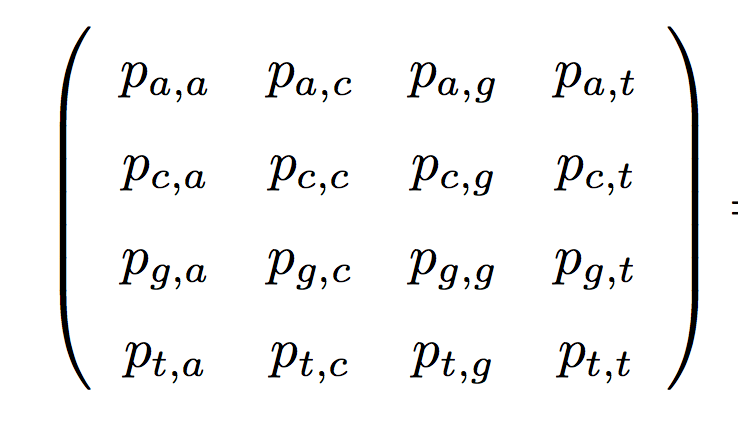 p_{a,a} p_{a,c} p_{a,g} p_{a,t}
p_{c,a} p_{c,c} p_{c,g} p_{c,t} =
p_{g,a} p_{g,c} p_{g,g} p_{g,t}
p_{t,a} p_{t,c} p_{t,g} p_{t,t}